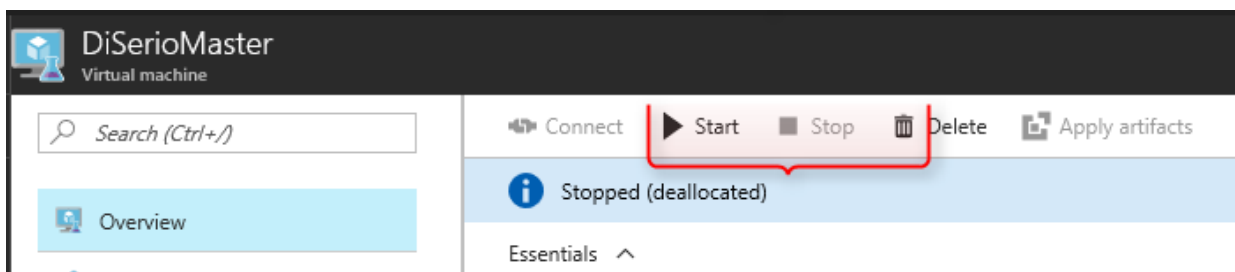 DiSerioMaster
Virtual machine
Search (Ctrl+/)
Connect Start Stop Delete Apply artifacts
Stopped (deallocated)
Overview
Essentials